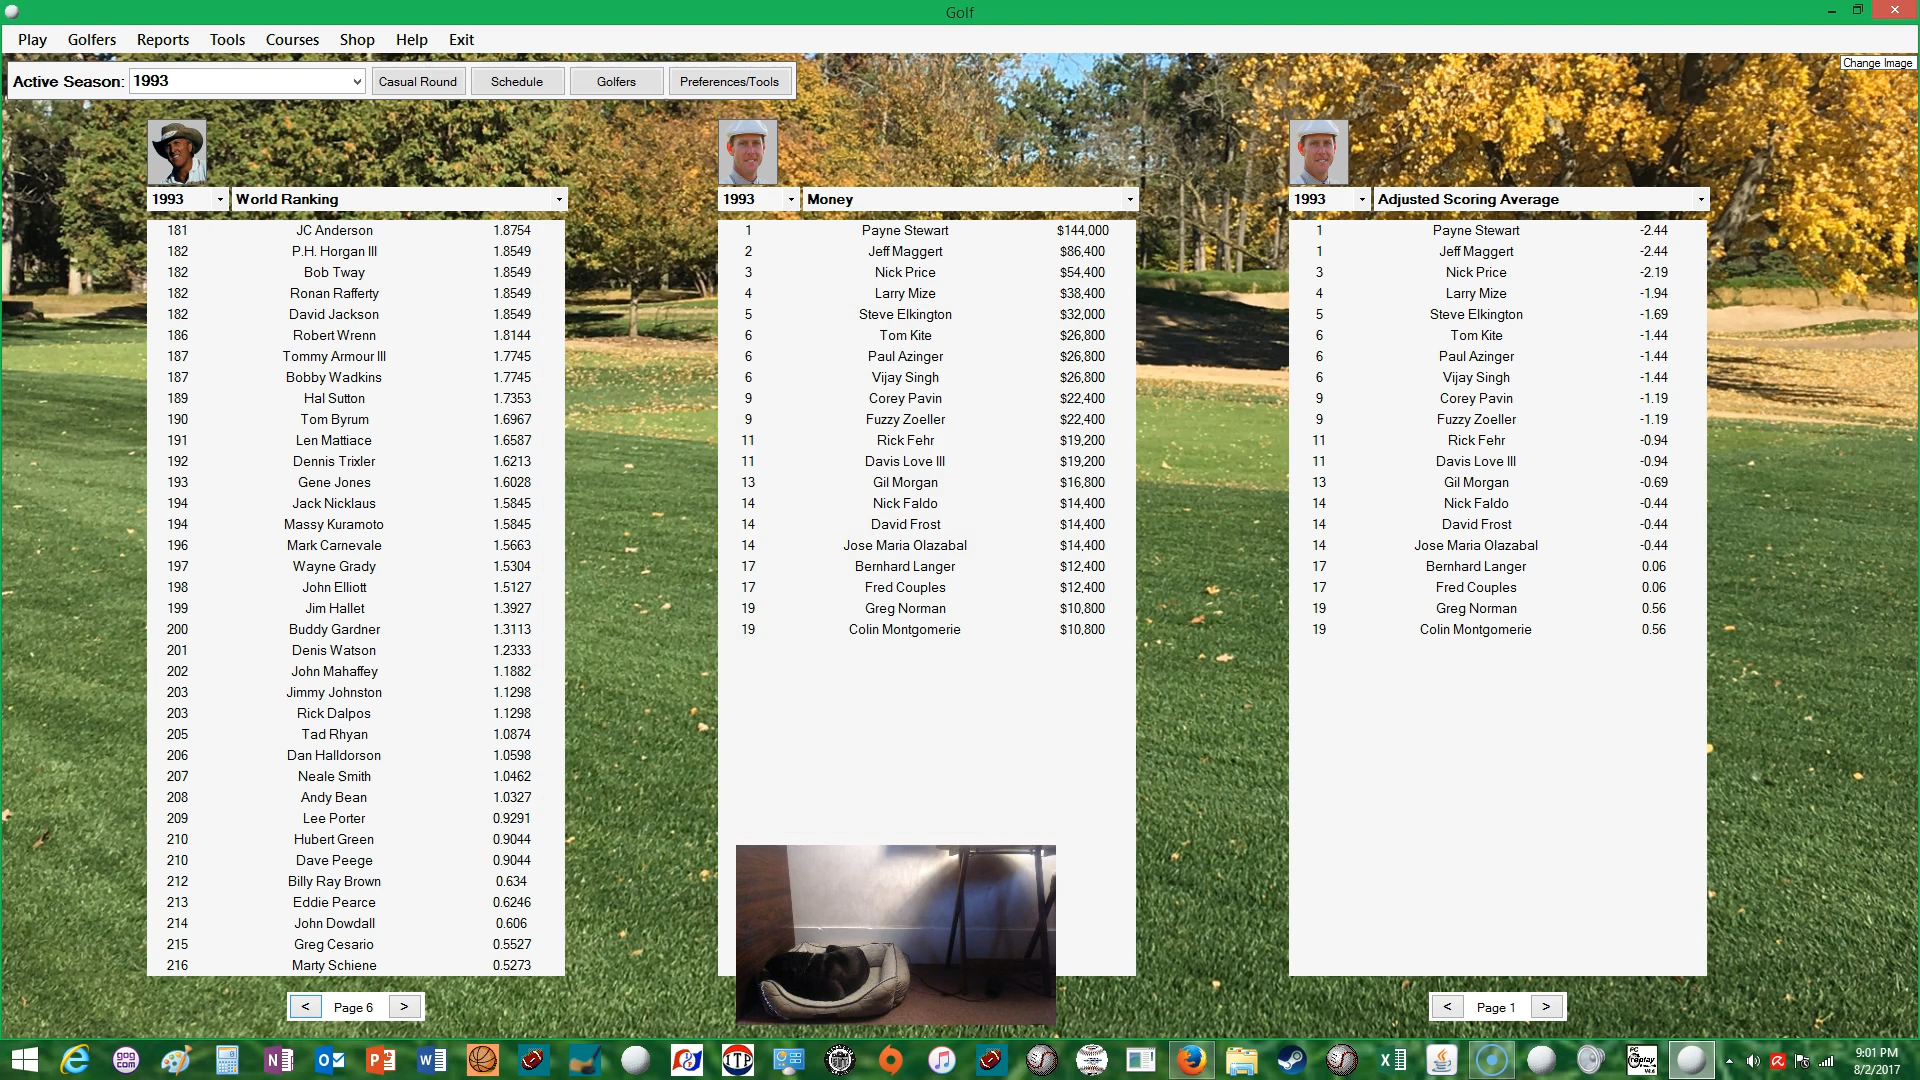 Golf
Play Golfers Reports Tools Courses Shop Help Exit
Change Image
Active Season: 1993 Casual Round Schedule Golfers Preferences/Tools
1993 World Ranking
181 JC Anderson 1.8754
182 P.H. Horgan III 1.8549
182 Bob Tway 1.8549
182 Ronan Rafferty 1.8549
182 David Jackson 1.8549
186 Robert Wrenn 1.8144
187 Tommy Armour III 1.7745
187 Bobby Wadkins 1.7745
189 Hal Sutton 1.7353
190 Tom Byrum 1.6967
191 Len Mattiace 1.6587
192 Dennis Trixler 1.6213
193 Gene Jones 1.6028
194 Jack Nicklaus 1.5845
194 Massy Kuramoto 1.5845
196 Mark Carnevale 1.5663
197 Wayne Grady 1.5304
198 John Elliott 1.5127
199 Jim Hallet 1.3927
200 Buddy Gardner 1.3113
201 Denis Watson 1.2333
202 John Mahaffey 1.1882
203 Jimmy Johnston 1.1298
203 Rick Dalpos 1.1298
205 Tad Rhyan 1.0874
206 Dan Halldorson 1.0598
207 Neale Smith 1.0462
208 Andy Bean 1.0327
209 Lee Porter 0.9291
210 Hubert Green 0.9044
210 Dave Peege 0.9044
212 Billy Ray Brown 0.634
213 Eddie Pearce 0.6246
214 John Dowdall 0.606
215 Greg Cesario 0.5527
216 Marty Schiene 0.5273
< Page 6 >
1993 Money
1 Payne Stewart $144,000
2 Jeff Maggert $86,400
3 Nick Price $54,400
4 Larry Mize $38,400
5 Steve Elkington $32,000
6 Tom Kite $26,800
6 Paul Azinger $26,800
6 Vijay Singh $26,800
9 Corey Pavin $22,400
9 Fuzzy Zoeller $22,400
11 Rick Fehr $19,200
11 Davis Love III $19,200
13 Gil Morgan $16,800
14 Nick Faldo $14,400
14 David Frost $14,400
14 Jose Maria Olazabal $14,400
17 Bernhard Langer $12,400
17 Fred Couples $12,400
19 Greg Norman $10,800
19 Colin Montgomerie $10,800
1993 Adjusted Scoring Average
1 Payne Stewart -2.44
1 Jeff Maggert -2.44
3 Nick Price -2.19
4 Larry Mize -1.94
5 Steve Elkington -1.69
6 Tom Kite -1.44
6 Paul Azinger -1.44
6 Vijay Singh -1.44
9 Corey Pavin -1.19
9 Fuzzy Zoeller -1.19
11 Rick Fehr -0.94
11 Davis Love III -0.94
13 Gil Morgan -0.69
14 Nick Faldo -0.44
14 David Frost -0.44
14 Jose Maria Olazabal -0.44
17 Bernhard Langer 0.06
17 Fred Couples 0.06
19 Greg Norman 0.56
19 Colin Montgomerie 0.56
< Page 1 >
gog
com
ITP
PC
replay
9:01 PM
8/2/2017